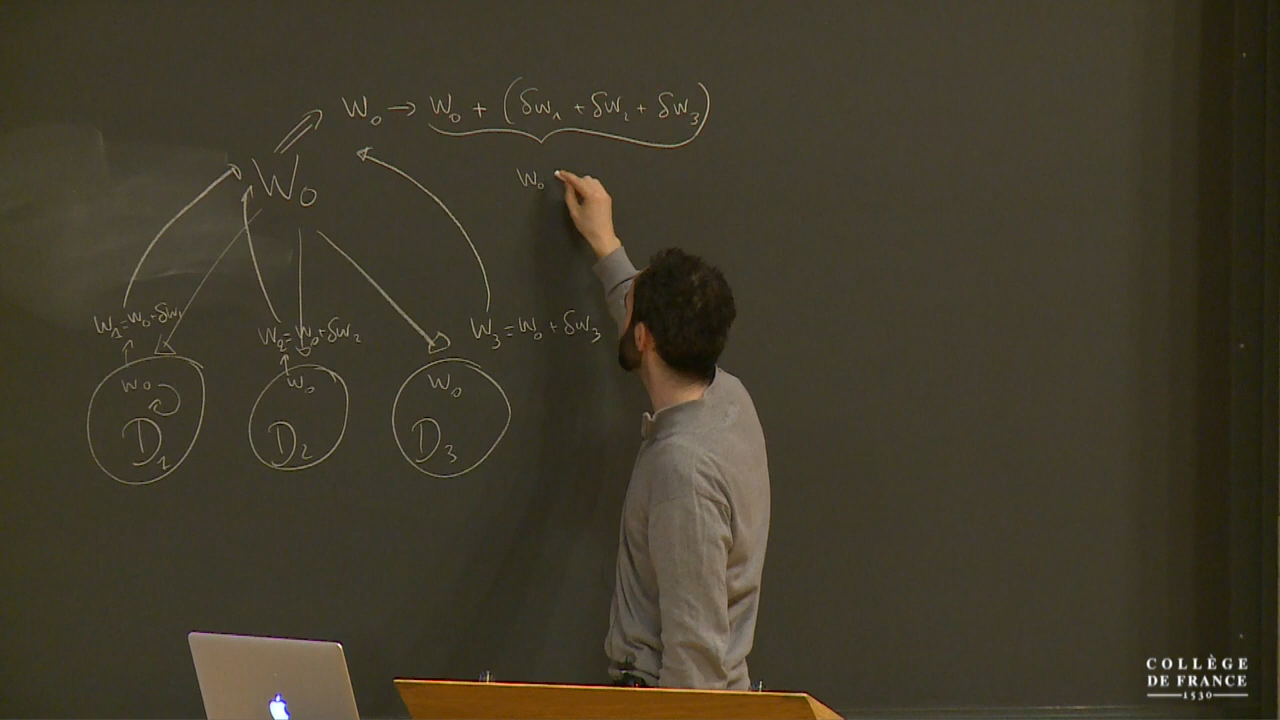 W₀ → W₀ + (δW₁ + δW₂ + δW₃)
W₀
W₀
W₁=W₀+δW₁
W₂=W₀+δW₂
W₃=W₀+δW₃
W₀
W₀
W₀
D₁
D₂
D₃
COLLÈGE
DE FRANCE
1530